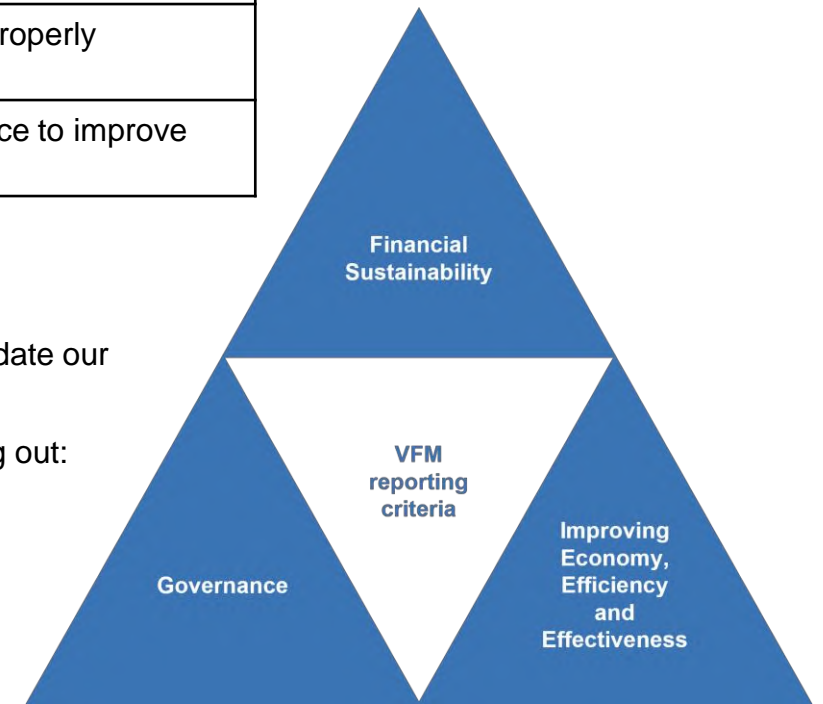 roperly
ce to improve
date our
g out:
Financial
Sustainability
VFM
reporting
criteria
Governance
Improving
Economy,
Efficiency
and
Effectiveness